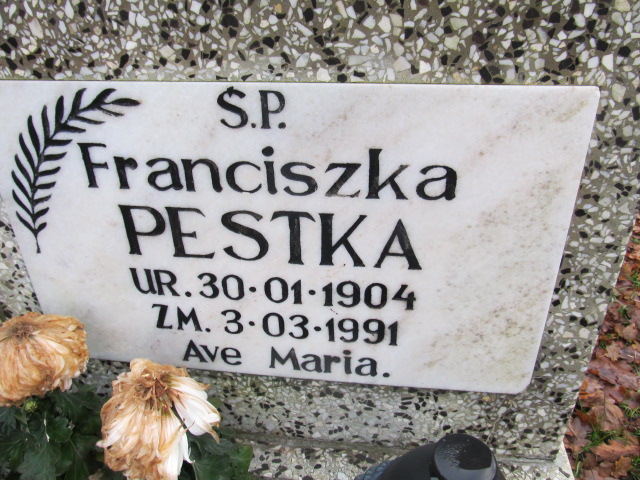 Ś.P.
Franciszka
PESTKA
UR. 30·01·1904
ZM. 3·03·1991
Ave Maria.